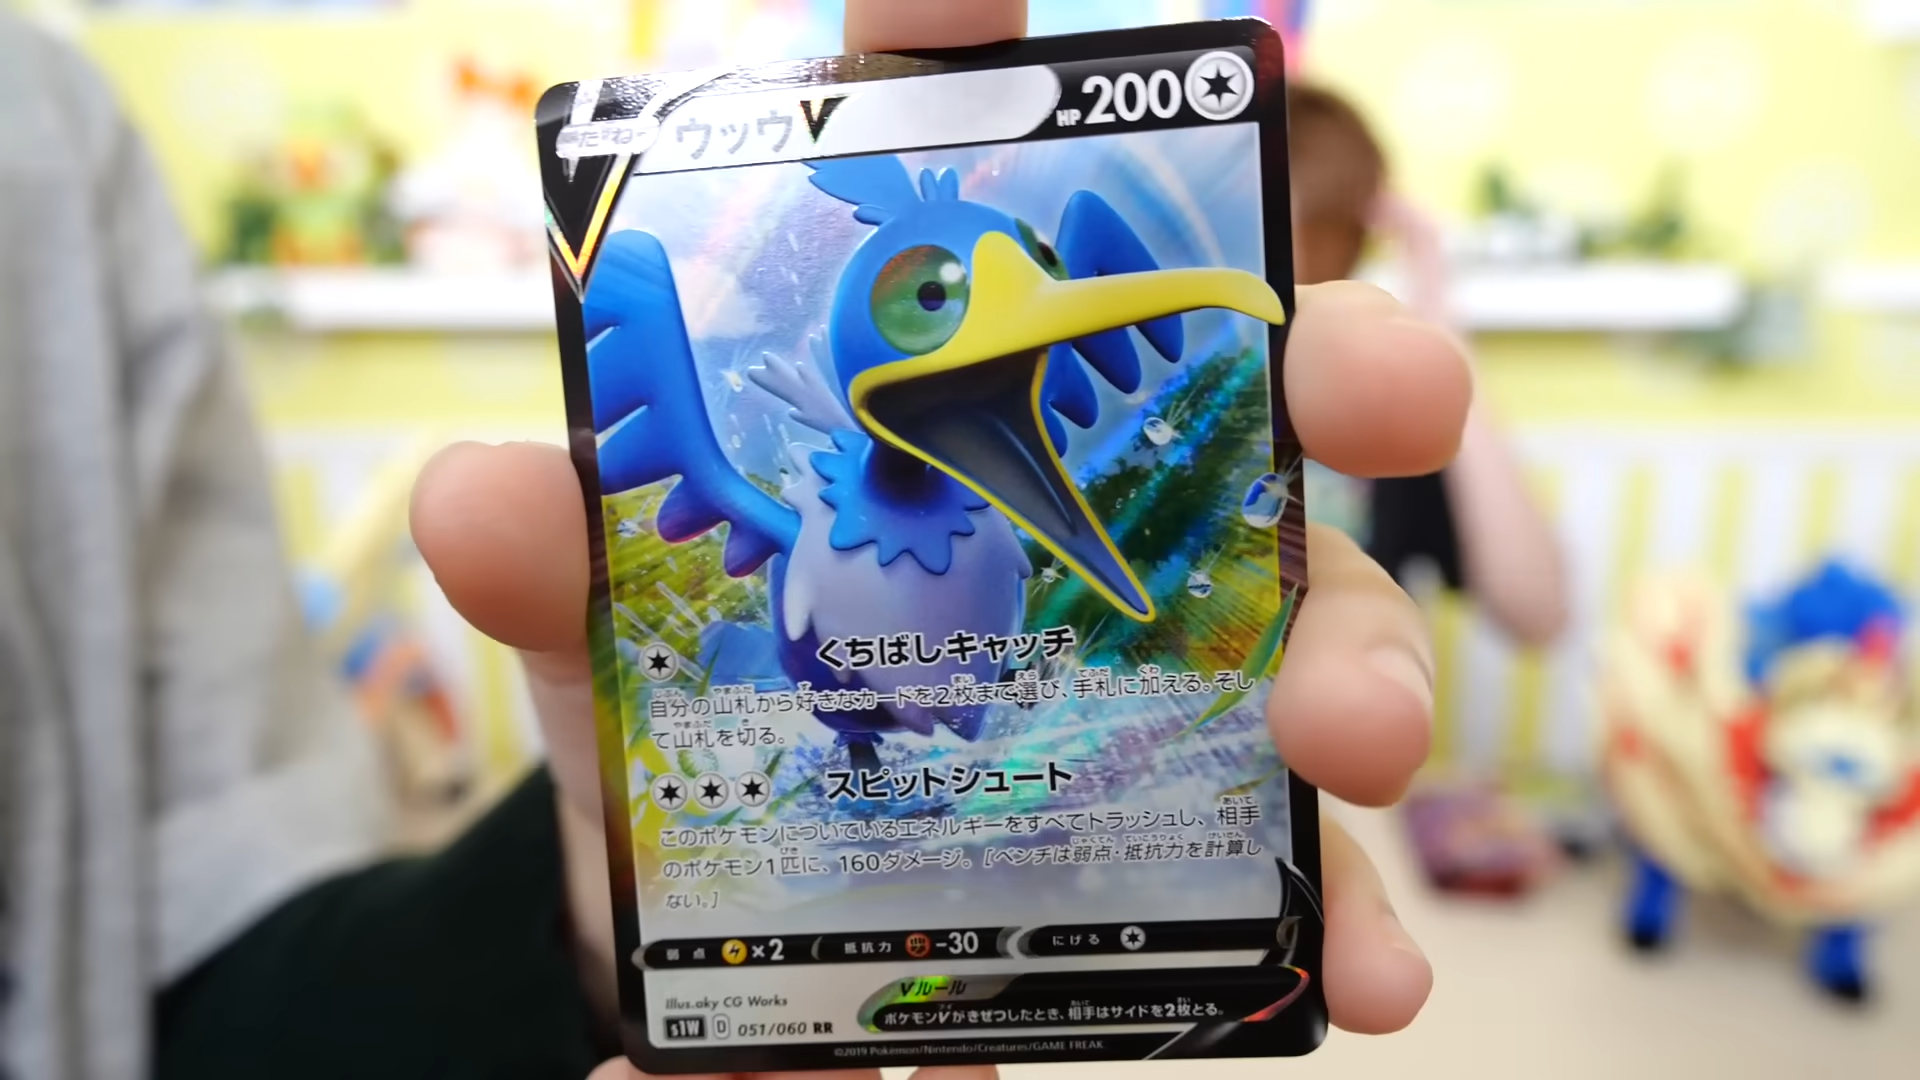 たね ウッウV HP200
くちばしキャッチ
自分の山札から好きなカードを2枚まで選び、手札に加える。そし
て山札を切る。
スピットシュート
このポケモンについているエネルギーをすべてトラッシュし、相手
のポケモン1匹に、160ダメージ。[ベンチは弱点・抵抗力を計算し
ない。]
弱点 ×2 抵抗力 -30 にげる
Vルール
ポケモンVがきぜつしたとき、相手はサイドを2枚とる。
Illus.aky CG Works
s1W D 051/060 RR
©2019 Pokémon/Nintendo/Creatures/GAME FREAK